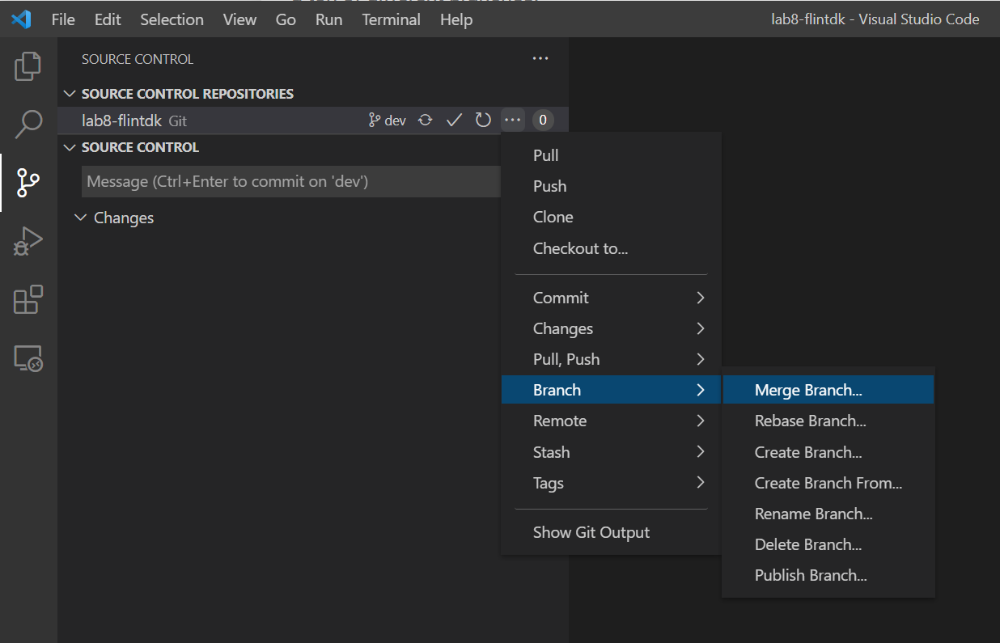 File Edit Selection View Go Run Terminal Help lab8-flintdk - Visual Studio Code
SOURCE CONTROL
SOURCE CONTROL REPOSITORIES
lab8-flintdk Git dev 0
SOURCE CONTROL
Message (Ctrl+Enter to commit on 'dev')
Changes
Pull
Push
Clone
Checkout to...
Commit
Changes
Pull, Push
Branch
Remote
Stash
Tags
Show Git Output
Merge Branch...
Rebase Branch...
Create Branch...
Create Branch From...
Rename Branch...
Delete Branch...
Publish Branch...